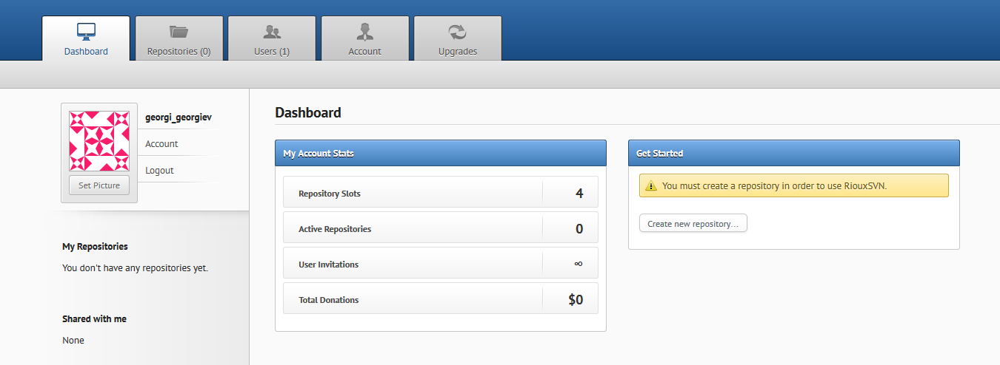 Dashboard
Repositories (0)
Users (1)
Account
Upgrades
georgi_georgiev
Account
Logout
Set Picture
My Repositories
You don't have any repositories yet.
Shared with me
None
Dashboard
My Account Stats
Repository Slots 4
Active Repositories 0
User Invitations ∞
Total Donations $0
Get Started
You must create a repository in order to use RiouxSVN.
Create new repository...